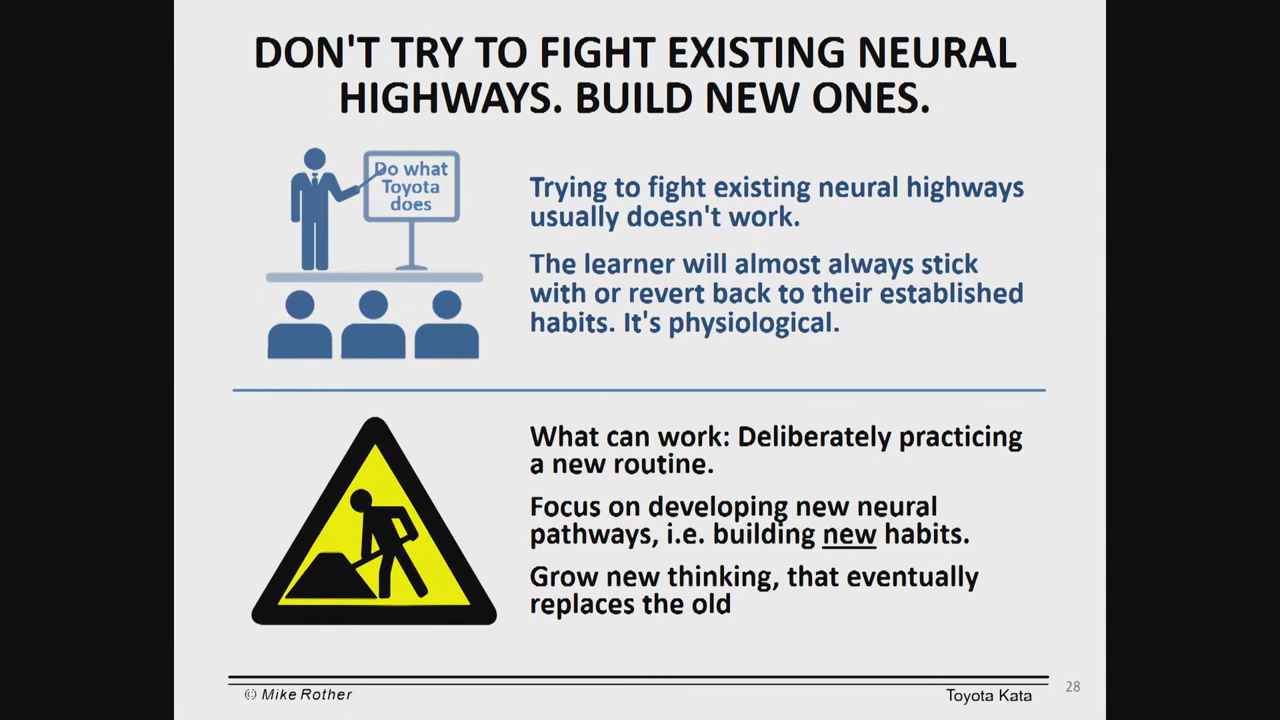 DON'T TRY TO FIGHT EXISTING NEURAL
HIGHWAYS. BUILD NEW ONES.
Do what
Toyota
does
Trying to fight existing neural highways
usually doesn't work.
The learner will almost always stick
with or revert back to their established
habits. It's physiological.
What can work: Deliberately practicing
a new routine.
Focus on developing new neural
pathways, i.e. building new habits.
Grow new thinking, that eventually
replaces the old
© Mike Rother
Toyota Kata
28